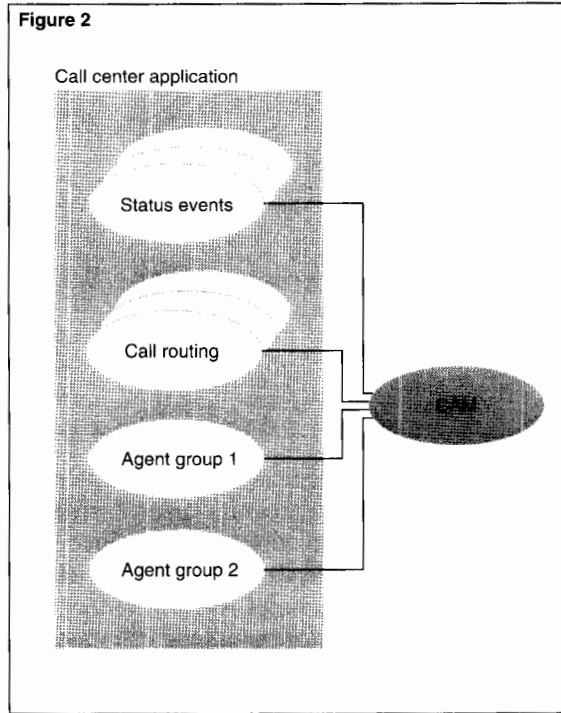 Figure 2
Call center application
Status events
Call routing
Agent group 1
Agent group 2